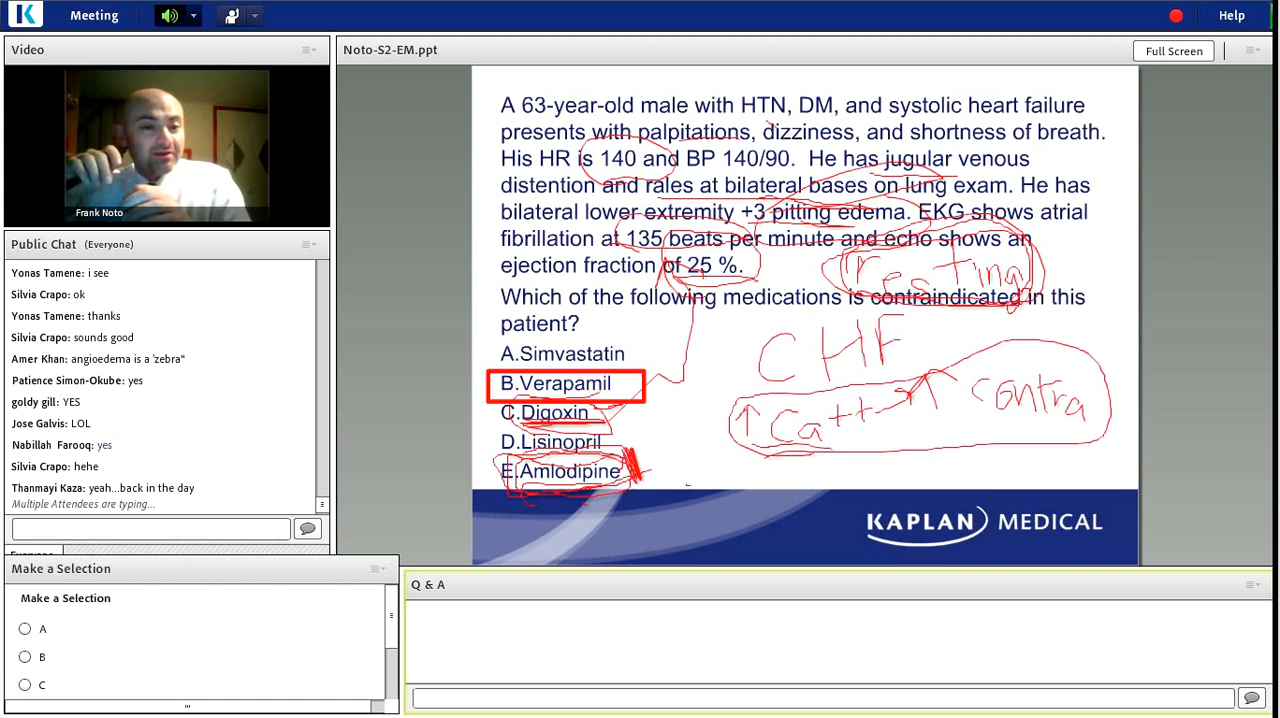 Meeting
Help
Video
Noto-S2-EM.ppt
Full Screen
Frank Noto
A 63-year-old male with HTN, DM, and systolic heart failure
presents with palpitations, dizziness, and shortness of breath.
His HR is 140 and BP 140/90. He has jugular venous
distention and rales at bilateral bases on lung exam. He has
bilateral lower extremity +3 pitting edema. EKG shows atrial
fibrillation at 135 beats per minute and echo shows an
ejection fraction of 25 %.
resting
Which of the following medications is contraindicated in this
patient?
A.Simvastatin
B.Verapamil
C.Digoxin
D.Lisinopril
E.Amlodipine
CHF
↑ Ca++ → ↑ contra
KAPLAN MEDICAL
Public Chat (Everyone)
Yonas Tamene: i see
Silvia Crapo: ok
Yonas Tamene: thanks
Silvia Crapo: sounds good
Amer Khan: angioedema is a 'zebra"
Patience Simon-Okube: yes
goldy gill: YES
Jose Galvis: LOL
Nabillah Farooq: yes
Silvia Crapo: hehe
Thanmayi Kaza: yeah...back in the day
Multiple Attendees are typing...
Everyone
Make a Selection
Make a Selection
A
B
C
Q & A